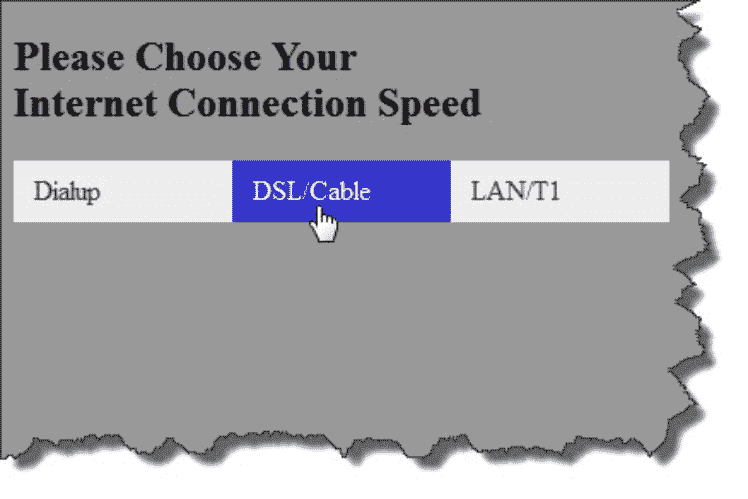 Please Choose Your
Internet Connection Speed
Dialup DSL/Cable LAN/T1